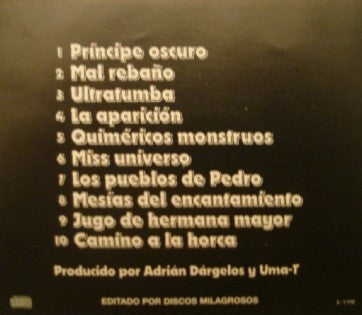 1 Príncipe oscuro
2 Mal rebaño
3 Ultratumba
4 La aparición
5 Quiméricos monstruos
6 Miss universo
7 Los pueblos de Pedro
8 Mesías del encantamiento
9 Jugo de hermana mayor
10 Camino a la horca
Producido por Adrián Dárgelos y Uma-T
EDITADO POR DISCOS MILAGROSOS